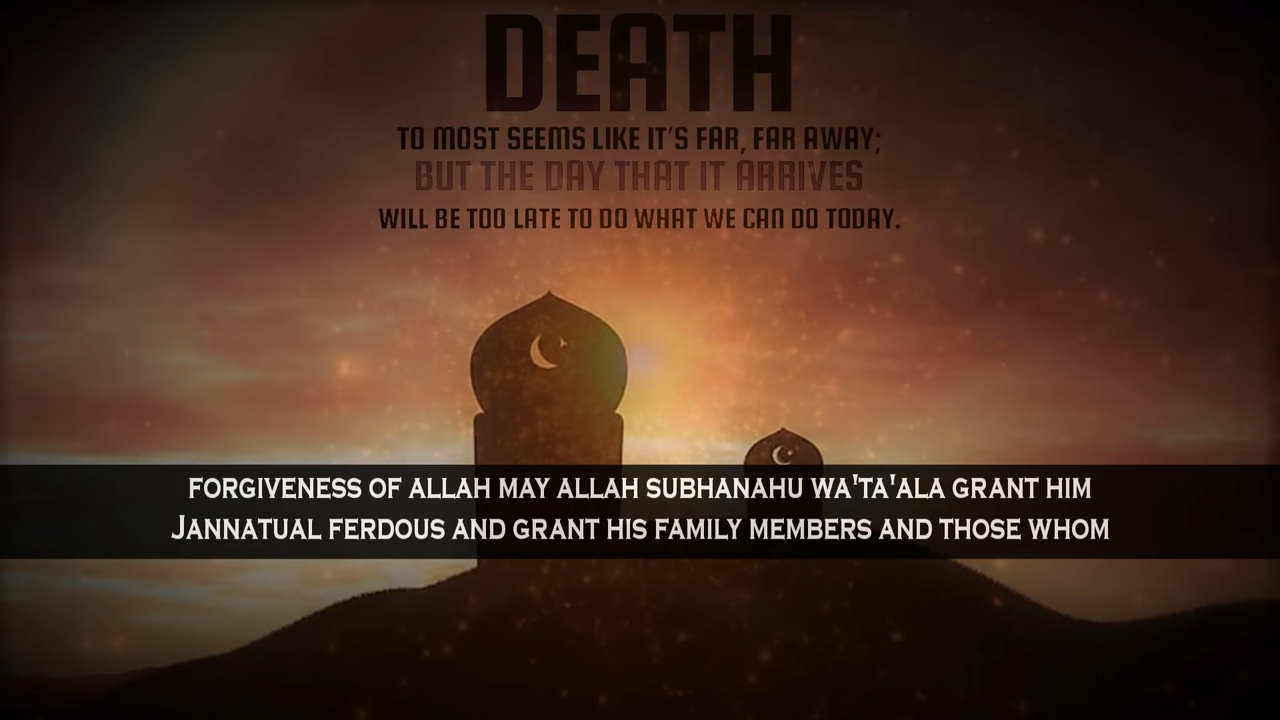 DEATH
TO MOST SEEMS LIKE IT'S FAR, FAR AWAY;
BUT THE DAY THAT IT ARRIVES
WILL BE TOO LATE TO DO WHAT WE CAN DO TODAY.
FORGIVENESS OF ALLAH MAY ALLAH SUBHANAHU WA'TA'ALA GRANT HIM
JANNATUAL FERDOUS AND GRANT HIS FAMILY MEMBERS AND THOSE WHOM